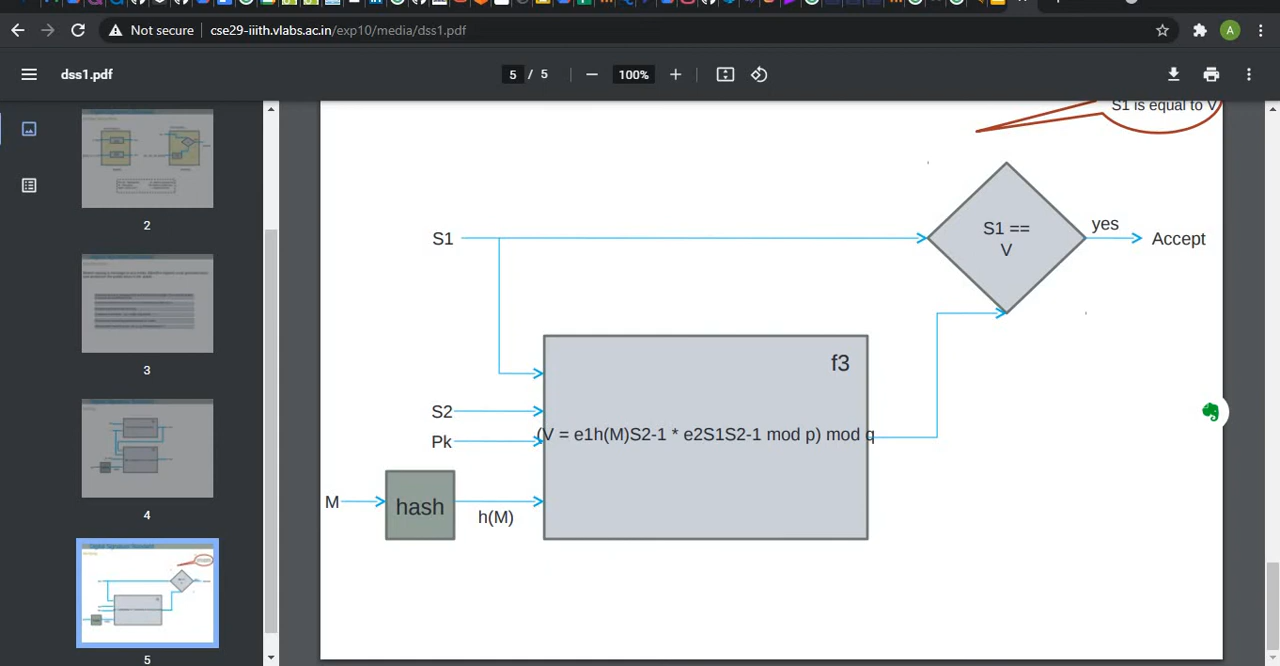 Not secure
cse29-iiith.vlabs.ac.in/exp10/media/dss1.pdf
A
dss1.pdf
5 / 5
100%
2
3
4
5
S1 is equal to V
S1
S1 ==
V
yes
Accept
f3
S2
(V = e1h(M)S2-1 * e2S1S2-1 mod p) mod q
Pk
M
hash
h(M)